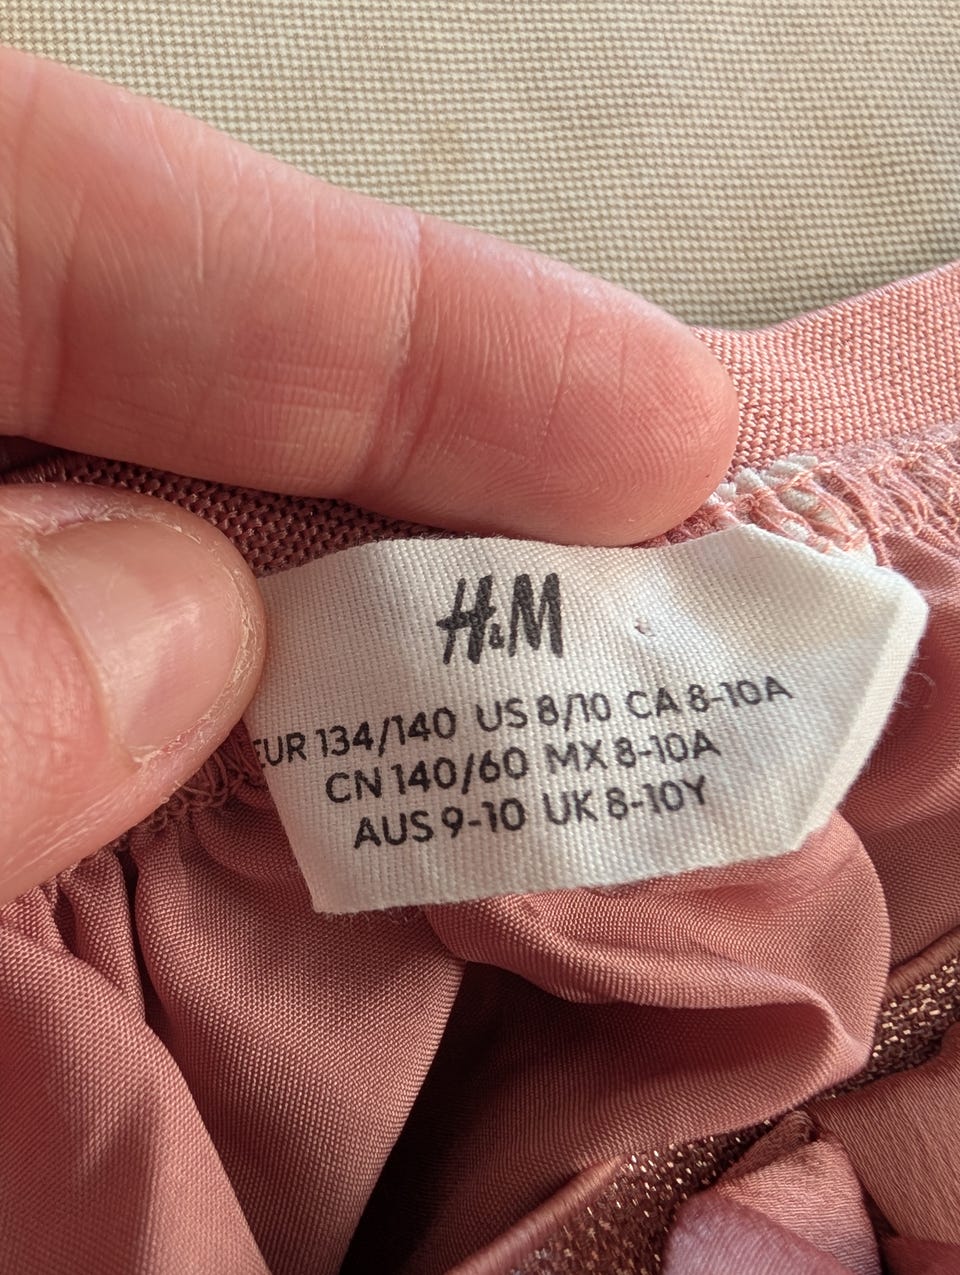 H&M
EUR 134/140 US 8/10 CA 8-10A
CN 140/60 MX 8-10A
AUS 9-10 UK 8-10Y